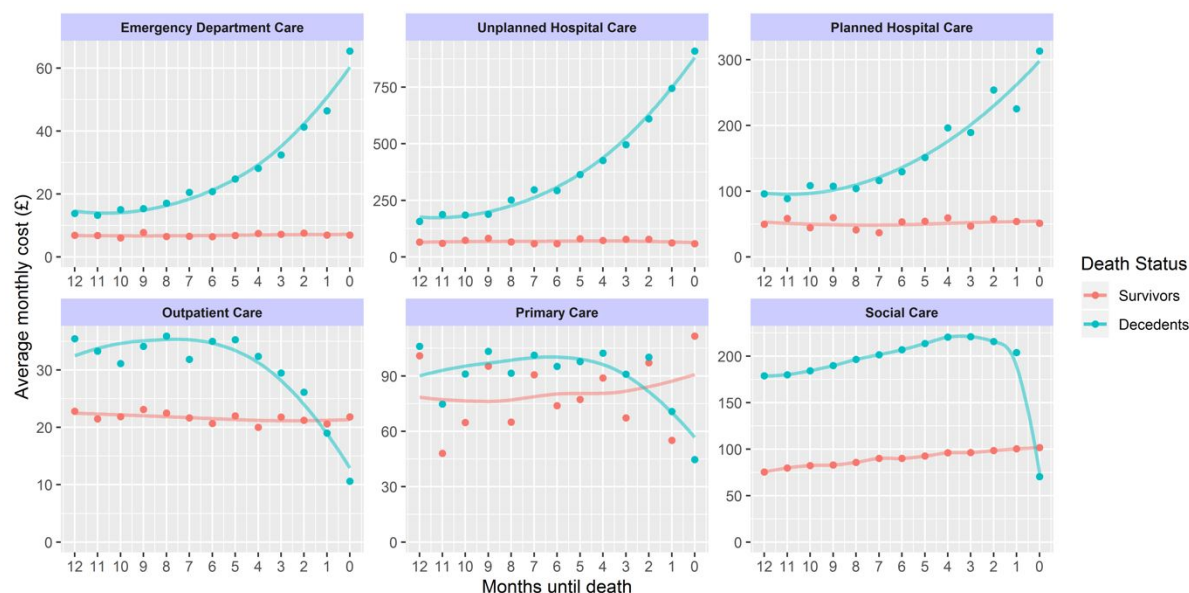 Emergency Department Care
Unplanned Hospital Care
Planned Hospital Care
60
40
20
0
12 11 10 9 8 7 6 5 4 3 2 1 0
750
500
250
0
12 11 10 9 8 7 6 5 4 3 2 1 0
300
200
100
0
12 11 10 9 8 7 6 5 4 3 2 1 0
Outpatient Care
Primary Care
Social Care
30
20
10
0
12 11 10 9 8 7 6 5 4 3 2 1 0
90
60
30
0
12 11 10 9 8 7 6 5 4 3 2 1 0
200
150
100
50
0
12 11 10 9 8 7 6 5 4 3 2 1 0
Average monthly cost (£)
Months until death
Death Status
Survivors
Decedents